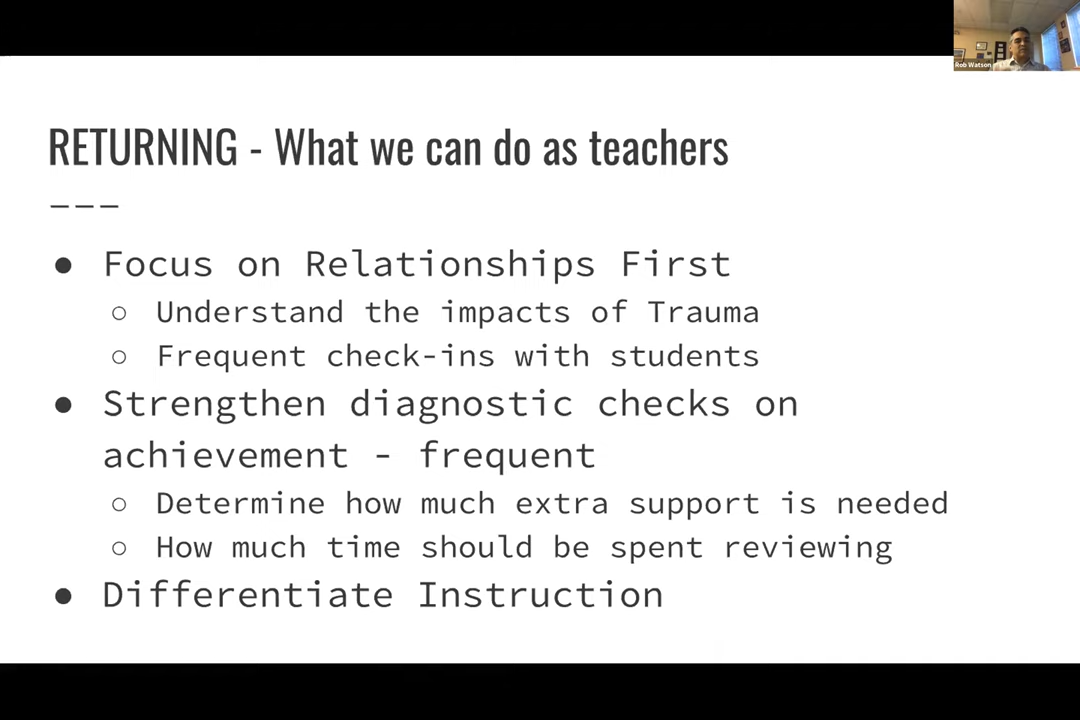 Rob Watson
RETURNING - What we can do as teachers
● Focus on Relationships First
○ Understand the impacts of Trauma
○ Frequent check-ins with students
● Strengthen diagnostic checks on
achievement - frequent
○ Determine how much extra support is needed
○ How much time should be spent reviewing
● Differentiate Instruction